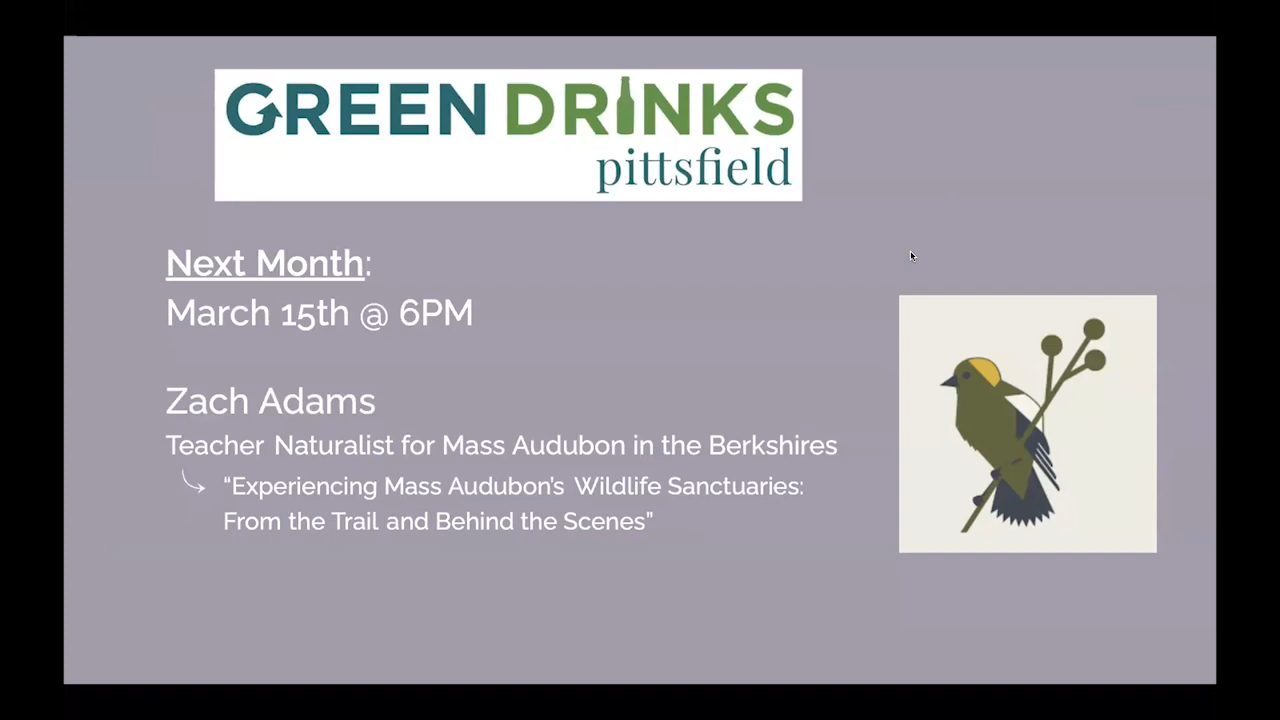 GREEN DRINKS
pittsfield
Next Month:
March 15th @ 6PM
Zach Adams
Teacher Naturalist for Mass Audubon in the Berkshires
“Experiencing Mass Audubon’s Wildlife Sanctuaries:
From the Trail and Behind the Scenes”